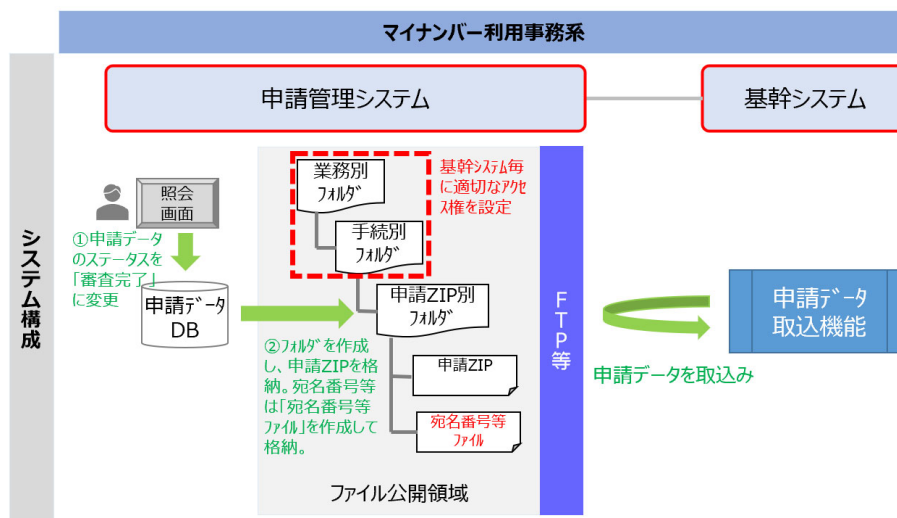 マイナンバー利用事務系
申請管理システム
基幹システム
システム構成
照会
画面
①申請データ
のステータスを
「審査完了」
に変更
申請ﾃﾞｰﾀ
DB
業務別
ﾌｫﾙﾀﾞ
手続別
ﾌｫﾙﾀﾞ
基幹ｼｽﾃﾑ毎
に適切なｱｸｾ
ｽ権を設定
申請ZIP別
ﾌｫﾙﾀﾞ
②ﾌｫﾙﾀﾞを作成
し、申請ZIPを格
納。宛名番号等
は「宛名番号等
ファイル」を作成して
格納。
申請ZIP
宛名番号等
ﾌｧｲﾙ
ファイル公開領域
FTP等
申請データを取込み
申請ﾃﾞｰﾀ
取込機能